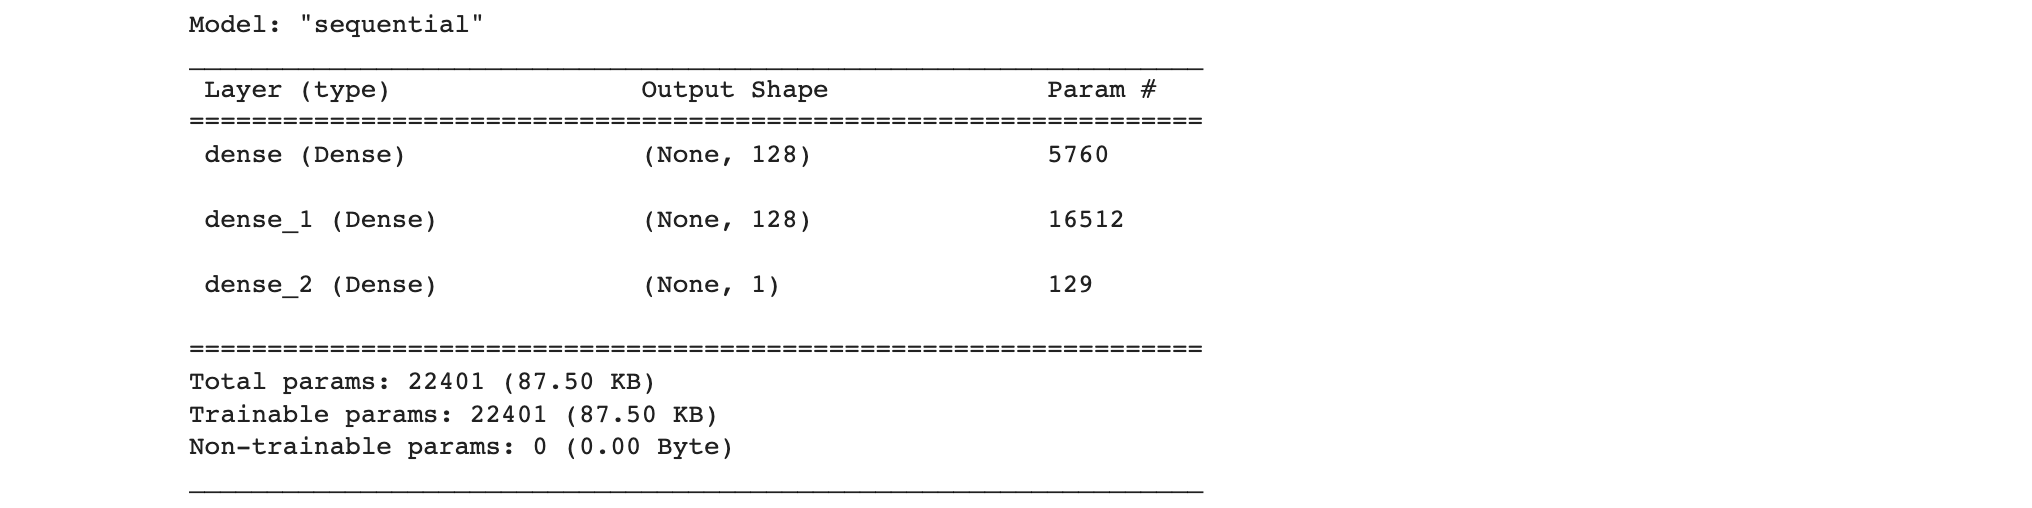 Model: "sequential"
_________________________________________________________________
Layer (type) Output Shape Param #
=================================================================
dense (Dense) (None, 128) 5760
dense_1 (Dense) (None, 128) 16512
dense_2 (Dense) (None, 1) 129
=================================================================
Total params: 22401 (87.50 KB)
Trainable params: 22401 (87.50 KB)
Non-trainable params: 0 (0.00 Byte)
_________________________________________________________________